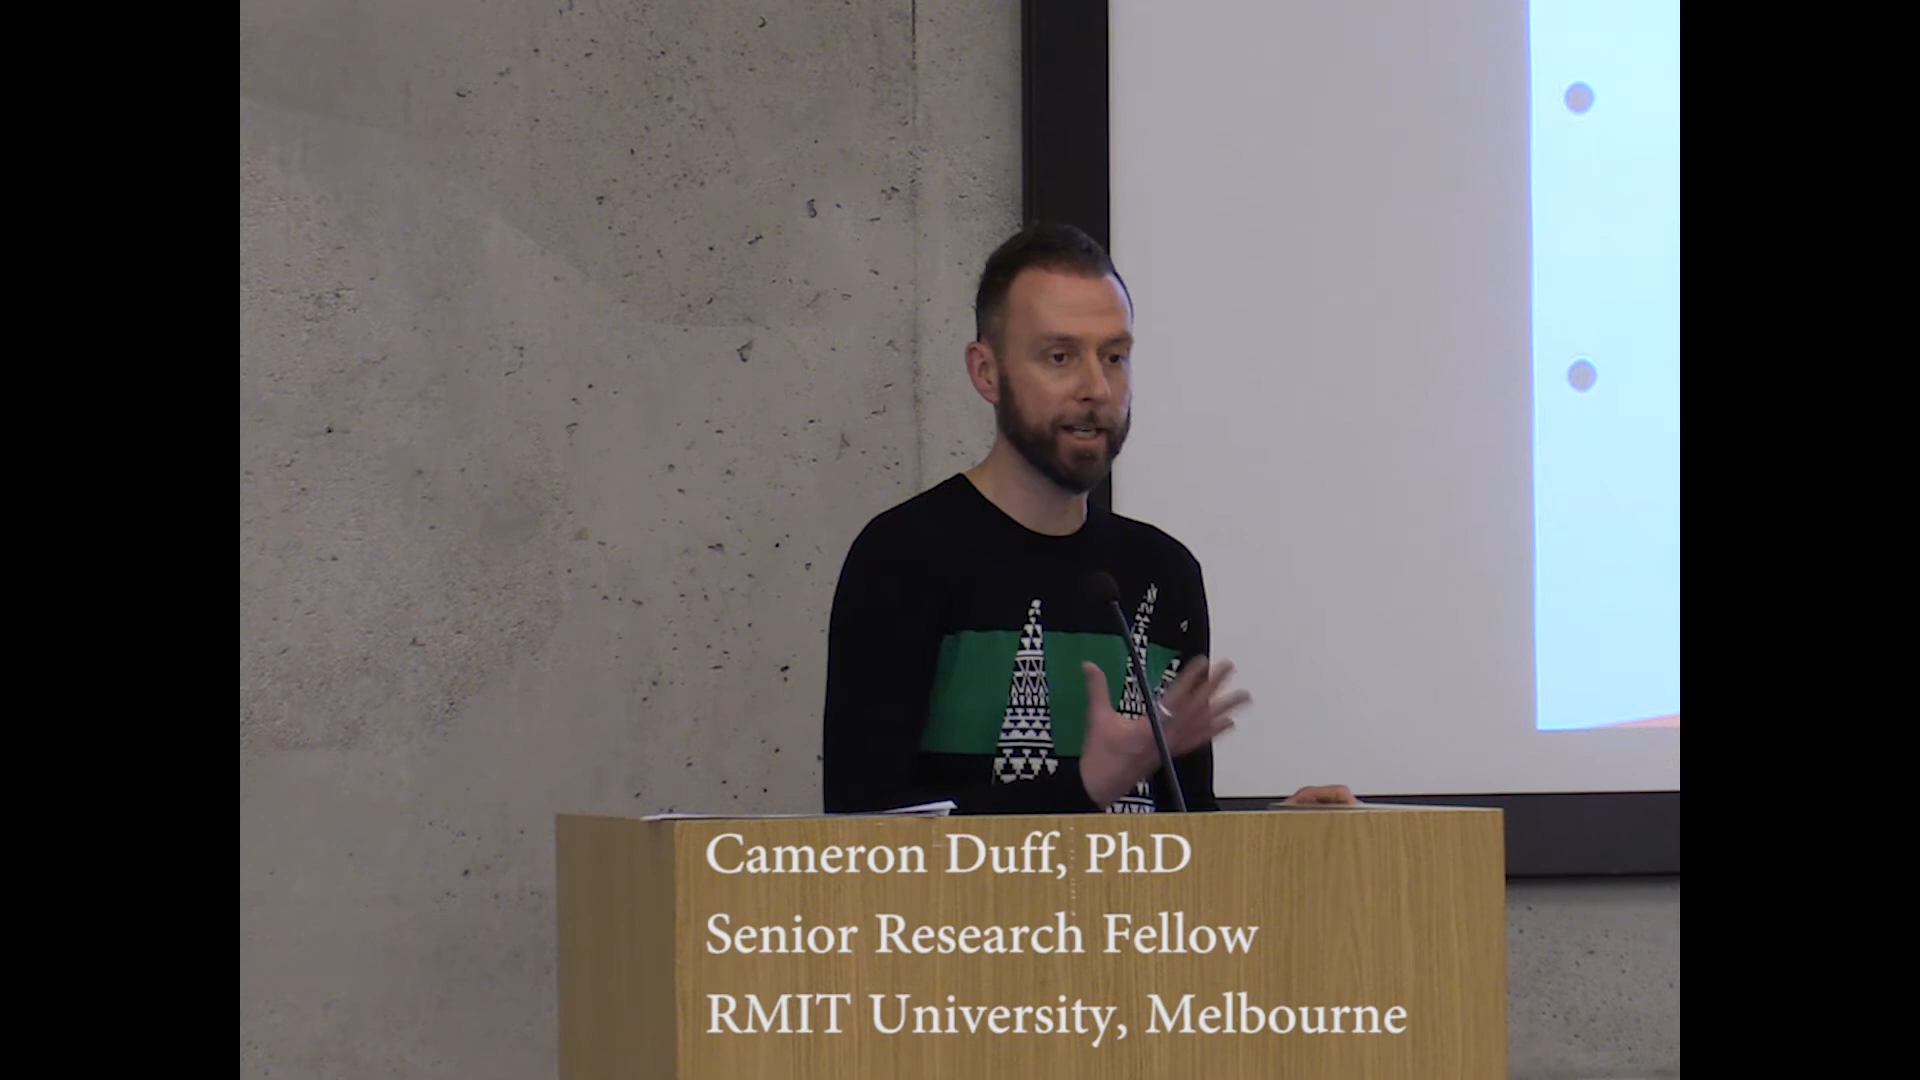 Cameron Duff, PhD
Senior Research Fellow
RMIT University, Melbourne